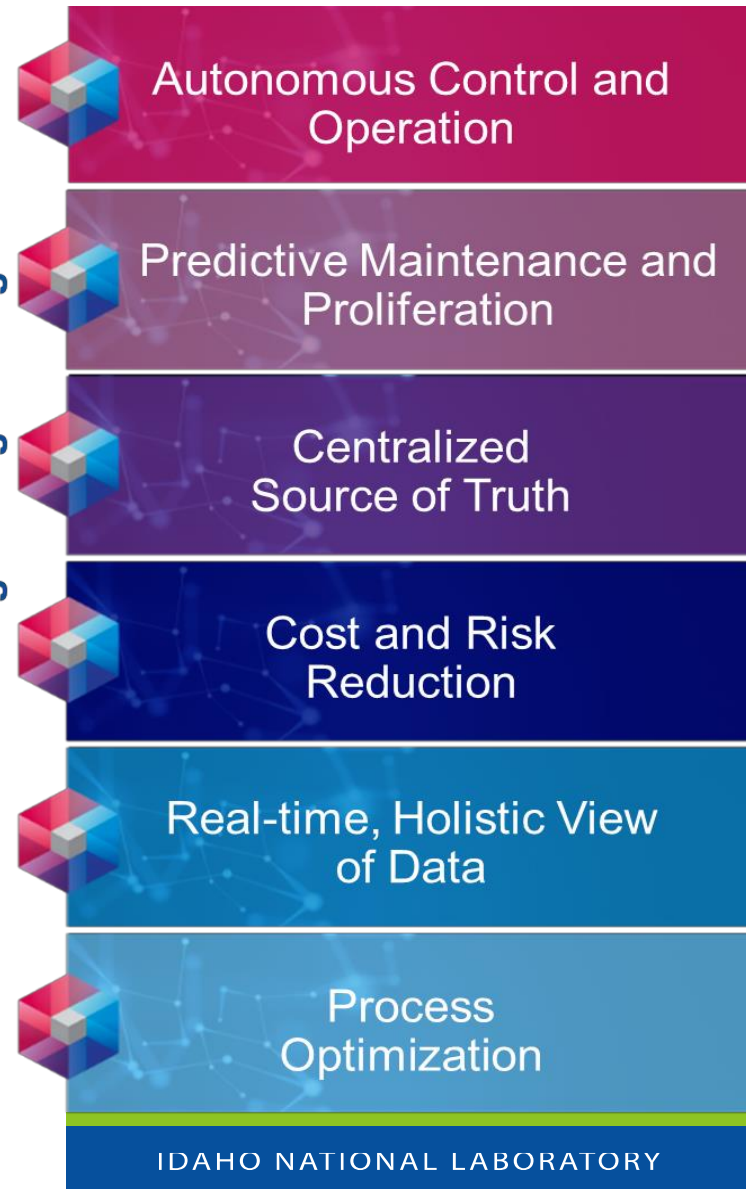 Autonomous Control and
Operation
Predictive Maintenance and
Proliferation
Centralized
Source of Truth
Cost and Risk
Reduction
Real-time, Holistic View
of Data
Process
Optimization
IDAHO NATIONAL LABORATORY